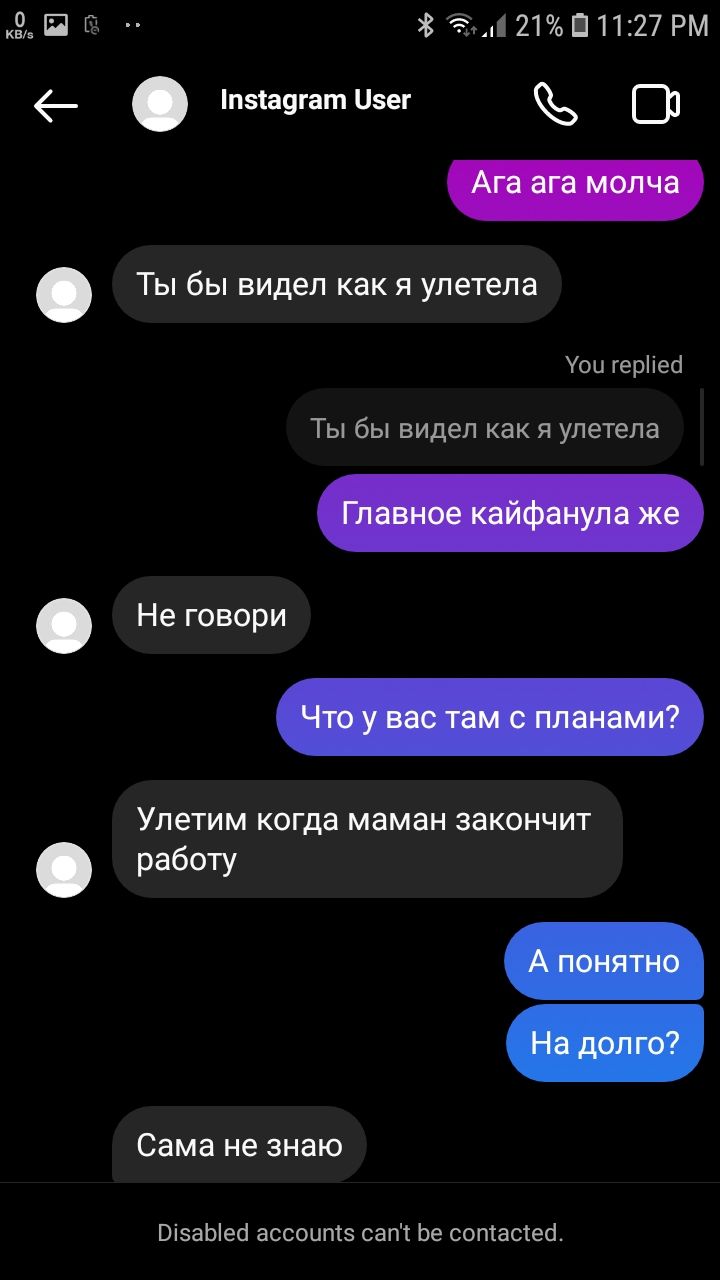 0
KB/s
21% 11:27 PM
Instagram User
Ага ага молча
Ты бы видел как я улетела
You replied
Ты бы видел как я улетела
Главное кайфанула же
Не говори
Что у вас там с планами?
Улетим когда маман закончит
работу
А понятно
На долго?
Сама не знаю
Disabled accounts can't be contacted.